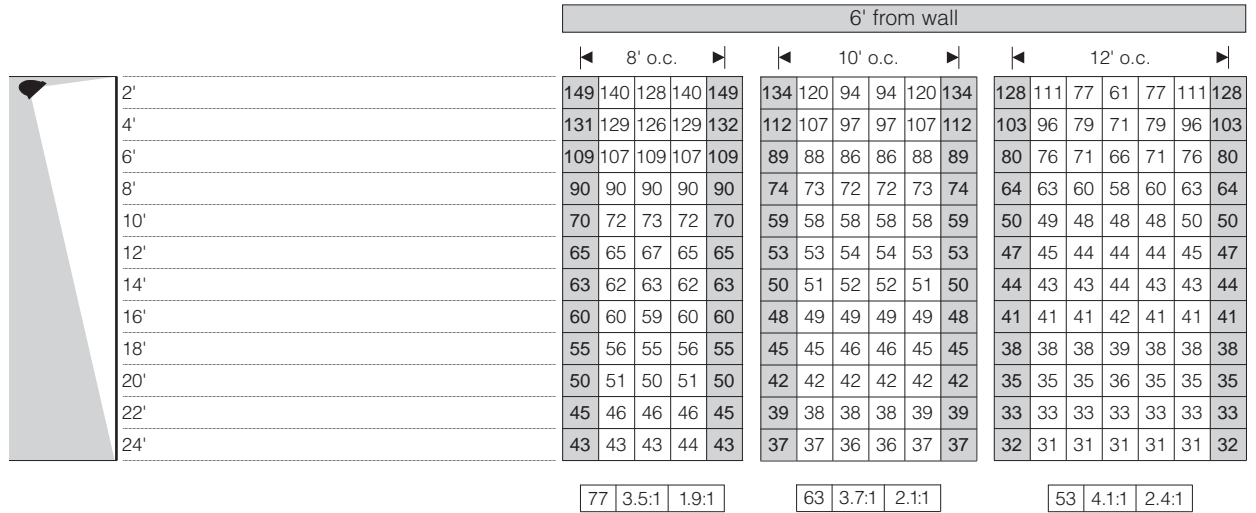 6' from wall
8' o.c. 10' o.c. 12' o.c.
2' 149 140 128 140 149 134 120 94 94 120 134 128 111 77 61 77 111 128
4' 131 129 126 129 132 112 107 97 97 107 112 103 96 79 71 79 96 103
6' 109 107 109 107 109 89 88 86 86 88 89 80 76 71 66 71 76 80
8' 90 90 90 90 90 74 73 72 72 73 74 64 63 60 58 60 63 64
10' 70 72 73 72 70 59 58 58 58 58 59 50 49 48 48 48 50 50
12' 65 65 67 65 65 53 53 54 54 53 53 47 45 44 44 44 45 47
14' 63 62 63 62 63 50 51 52 52 51 50 44 43 43 44 43 43 44
16' 60 60 59 60 60 48 49 49 49 49 48 41 41 41 42 41 41 41
18' 55 56 55 56 55 45 45 46 46 45 45 38 38 38 39 38 38 38
20' 50 51 50 51 50 42 42 42 42 42 42 35 35 35 36 35 35 35
22' 45 46 46 46 45 39 38 38 38 39 39 33 33 33 33 33 33 33
24' 43 43 43 44 43 37 37 36 36 37 37 32 31 31 31 31 31 32
77 3.5:1 1.9:1 63 3.7:1 2.1:1 53 4.1:1 2.4:1